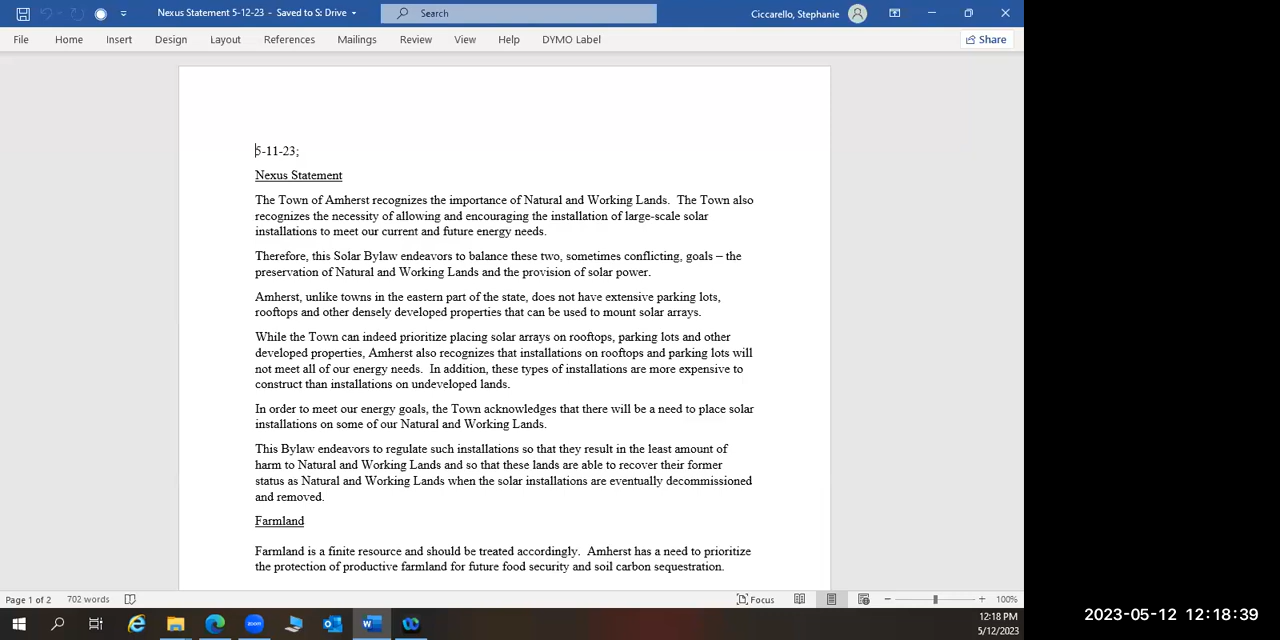 Nexus Statement 5-12-23 - Saved to S: Drive
Search
Ciccarello, Stephanie
File Home Insert Design Layout References Mailings Review View Help DYMO Label
Share
5-11-23;
Nexus Statement
The Town of Amherst recognizes the importance of Natural and Working Lands. The Town also
recognizes the necessity of allowing and encouraging the installation of large-scale solar
installations to meet our current and future energy needs.
Therefore, this Solar Bylaw endeavors to balance these two, sometimes conflicting, goals – the
preservation of Natural and Working Lands and the provision of solar power.
Amherst, unlike towns in the eastern part of the state, does not have extensive parking lots,
rooftops and other densely developed properties that can be used to mount solar arrays.
While the Town can indeed prioritize placing solar arrays on rooftops, parking lots and other
developed properties, Amherst also recognizes that installations on rooftops and parking lots will
not meet all of our energy needs. In addition, these types of installations are more expensive to
construct than installations on undeveloped lands.
In order to meet our energy goals, the Town acknowledges that there will be a need to place solar
installations on some of our Natural and Working Lands.
This Bylaw endeavors to regulate such installations so that they result in the least amount of
harm to Natural and Working Lands and so that these lands are able to recover their former
status as Natural and Working Lands when the solar installations are eventually decommissioned
and removed.
Farmland
Farmland is a finite resource and should be treated accordingly. Amherst has a need to prioritize
the protection of productive farmland for future food security and soil carbon sequestration.
Page 1 of 2 702 words
Focus
100%
zoom
12:18 PM
5/12/2023
2023-05-12 12:18:39